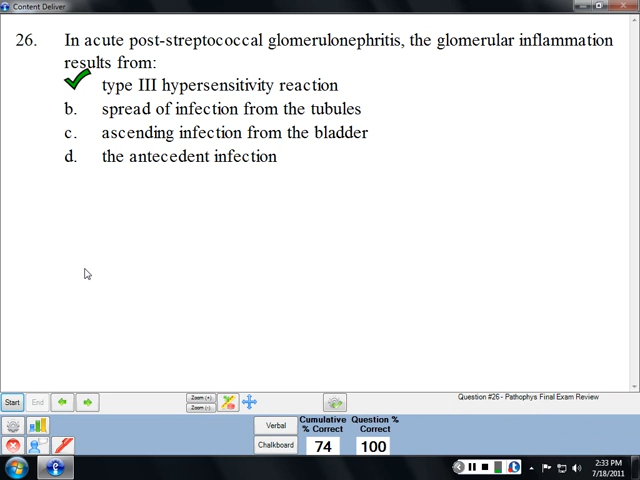 Content Deliver
26. In acute post-streptococcal glomerulonephritis, the glomerular inflammation
results from:
type III hypersensitivity reaction
b. spread of infection from the tubules
c. ascending infection from the bladder
d. the antecedent infection
Start End Zoom (+) Zoom (-) Question #26 - Pathophys Final Exam Review
Verbal Cumulative % Correct Question % Correct
Chalkboard 74 100
2:33 PM
7/18/2011